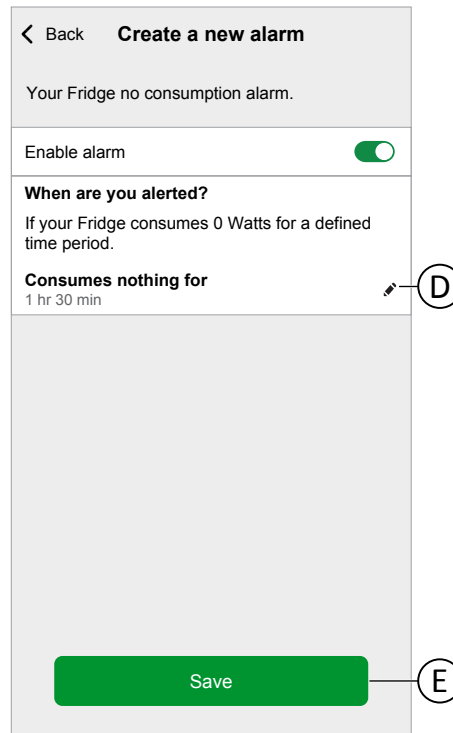 Back Create a new alarm
Your Fridge no consumption alarm.
Enable alarm
When are you alerted?
If your Fridge consumes 0 Watts for a defined
time period.
Consumes nothing for
1 hr 30 min
D
Save
E